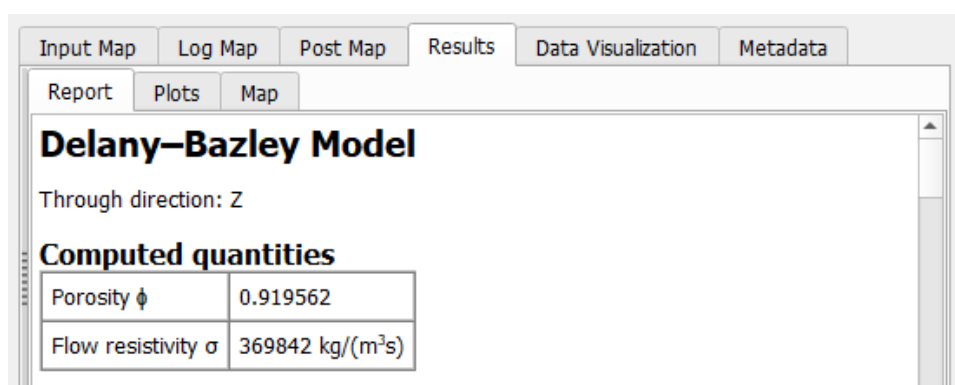 Input Map Log Map Post Map Results Data Visualization Metadata
Report Plots Map
Delany–Bazley Model
Through direction: Z
Computed quantities
Porosity ϕ 0.919562
Flow resistivity σ 369842 kg/(m³s)